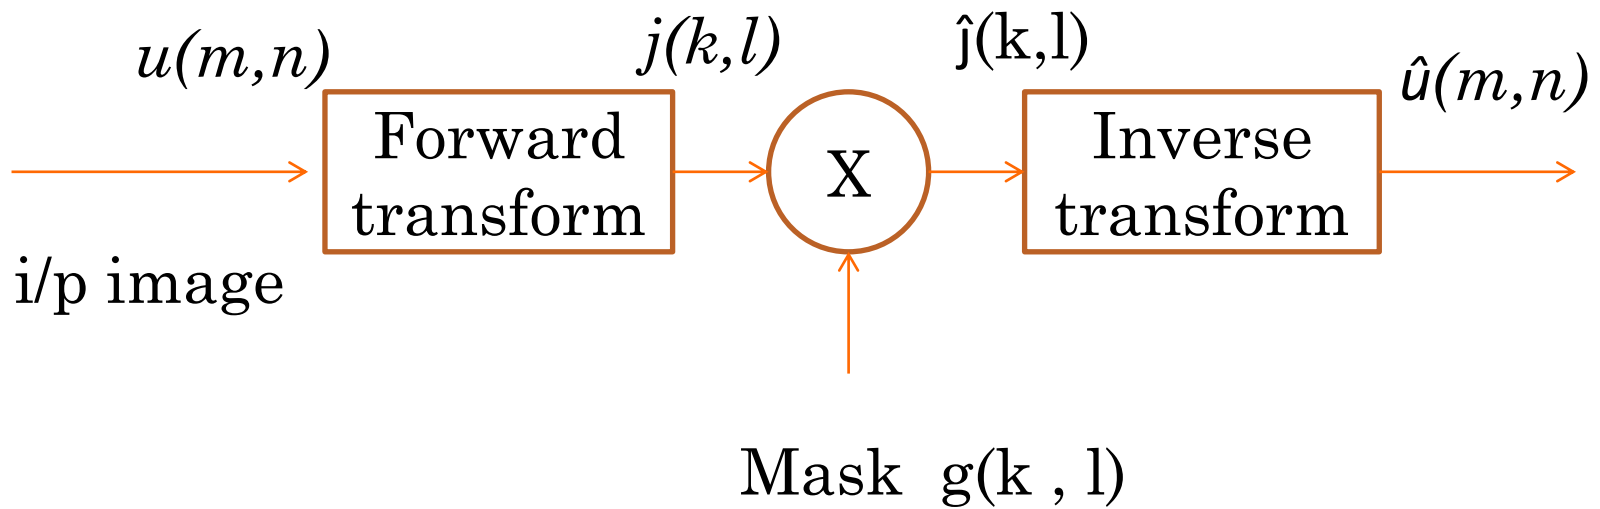 u(m,n)
j(k,l)
ĵ(k,l)
û(m,n)
Forward
transform
X
Inverse
transform
i/p image
Mask g(k , l)